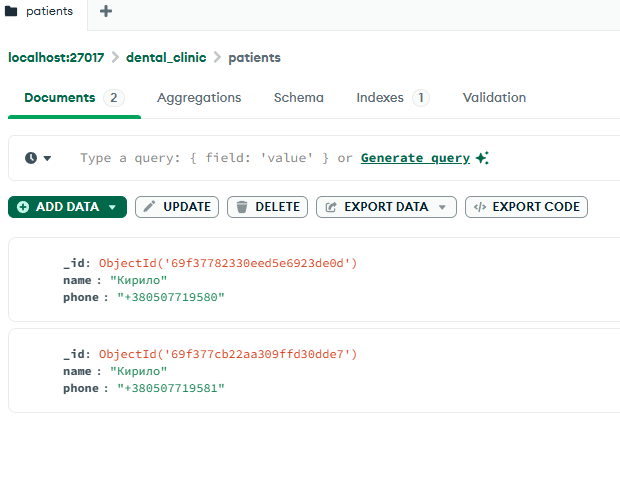 patients
localhost:27017 > dental_clinic > patients
Documents 2 Aggregations Schema Indexes 1 Validation
Type a query: { field: 'value' } or Generate query
ADD DATA UPDATE DELETE EXPORT DATA EXPORT CODE
_id: ObjectId('69f37782330eed5e6923de0d')
name : "Кирило"
phone : "+380507719580"
_id: ObjectId('69f377cb22aa309ffd30dde7')
name : "Кирило"
phone : "+380507719581"